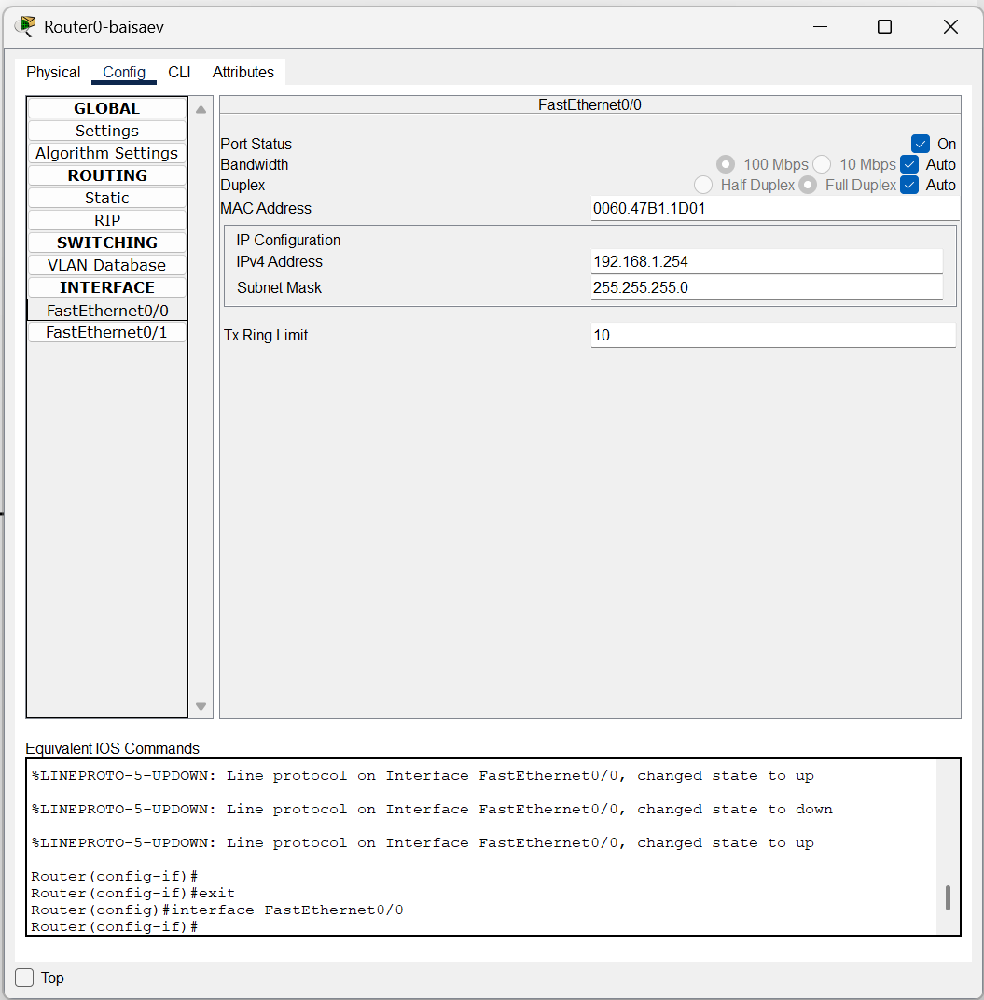 Router0-baisaev
Physical Config CLI Attributes
GLOBAL
Settings
Algorithm Settings
ROUTING
Static
RIP
SWITCHING
VLAN Database
INTERFACE
FastEthernet0/0
FastEthernet0/1
FastEthernet0/0
Port Status On
Bandwidth 100 Mbps 10 Mbps Auto
Duplex Half Duplex Full Duplex Auto
MAC Address 0060.47B1.1D01
IP Configuration
IPv4 Address 192.168.1.254
Subnet Mask 255.255.255.0
Tx Ring Limit 10
Equivalent IOS Commands
%LINEPROTO-5-UPDOWN: Line protocol on Interface FastEthernet0/0, changed state to up
%LINEPROTO-5-UPDOWN: Line protocol on Interface FastEthernet0/0, changed state to down
%LINEPROTO-5-UPDOWN: Line protocol on Interface FastEthernet0/0, changed state to up
Router(config-if)#
Router(config-if)#exit
Router(config)#interface FastEthernet0/0
Router(config-if)#
Top